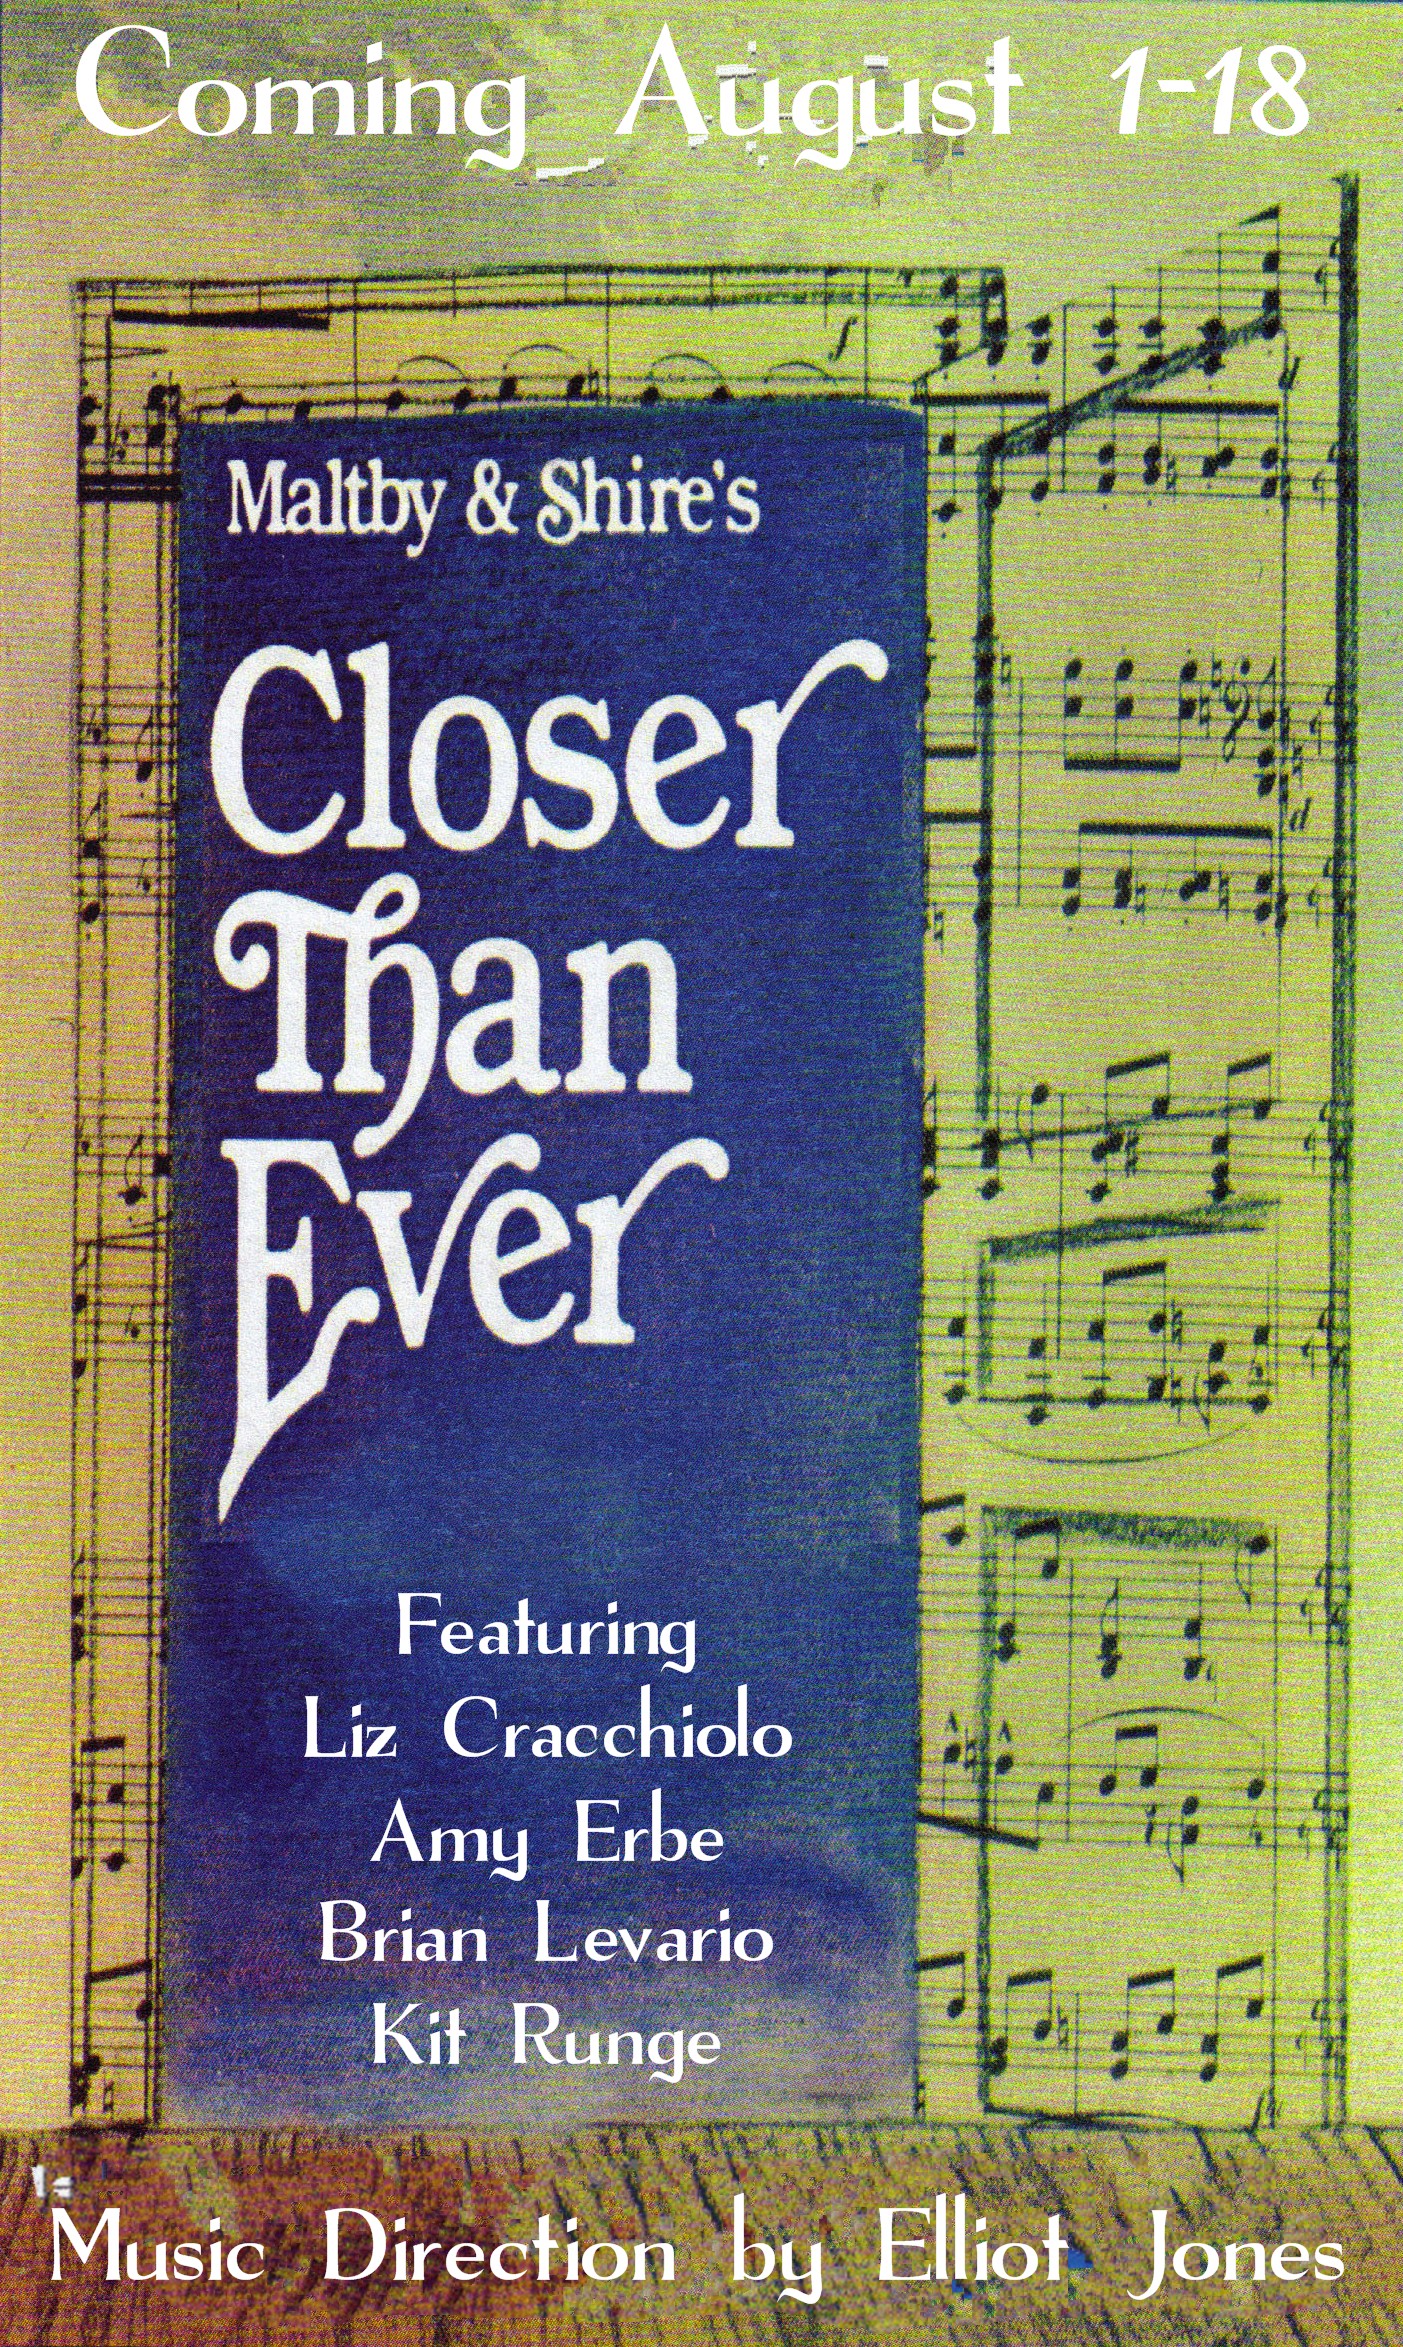 Coming August 1-18
Maltby & Shire's
Closer
Than
Ever
Featuring
Liz Cracchiolo
Amy Erbe
Brian Levario
Kit Runge
Music Direction by Elliot Jones